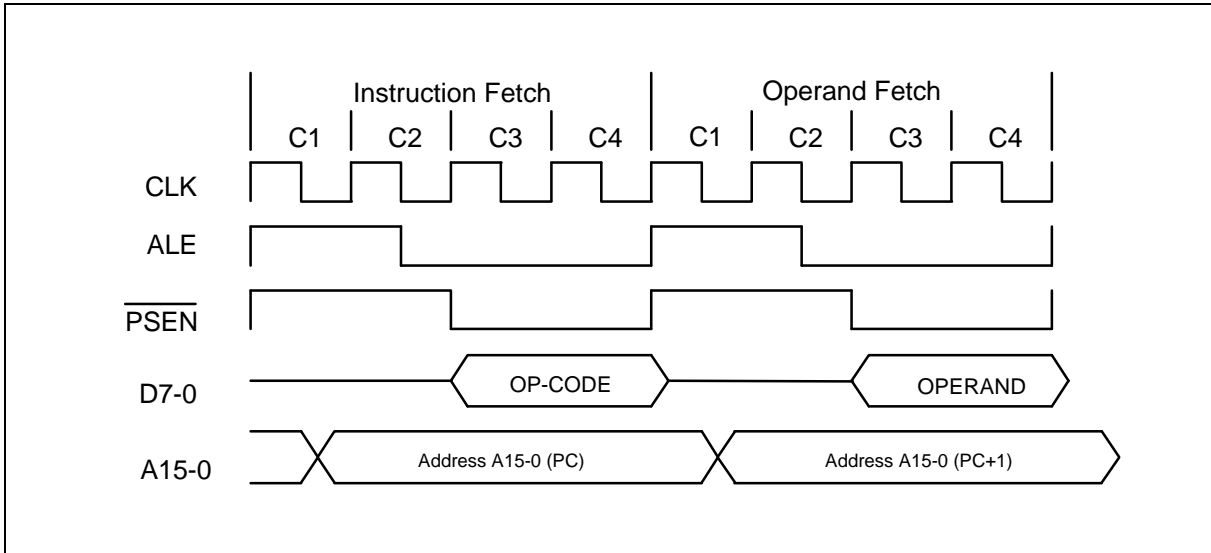 Instruction Fetch Operand Fetch
C1 C2 C3 C4 C1 C2 C3 C4
CLK
ALE
PSEN
D7-0 OP-CODE OPERAND
A15-0 Address A15-0 (PC) Address A15-0 (PC+1)